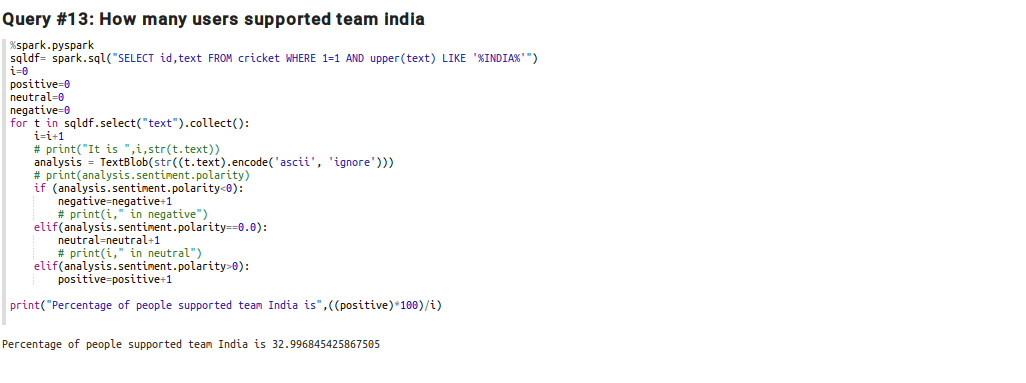 Query #13: How many users supported team india
%spark.pyspark
sqldf= spark.sql("SELECT id,text FROM cricket WHERE 1=1 AND upper(text) LIKE '%INDIA%'")
i=0
positive=0
neutral=0
negative=0
for t in sqldf.select("text").collect():
    i=i+1
    # print("It is ",i,str(t.text))
    analysis = TextBlob(str((t.text).encode('ascii', 'ignore')))
    # print(analysis.sentiment.polarity)
    if (analysis.sentiment.polarity<0):
        negative=negative+1
        # print(i," in negative")
    elif(analysis.sentiment.polarity==0.0):
        neutral=neutral+1
        # print(i," in neutral")
    elif(analysis.sentiment.polarity>0):
        positive=positive+1
print("Percentage of people supported team India is",((positive)*100)/i)
Percentage of people supported team India is 32.996845425867505